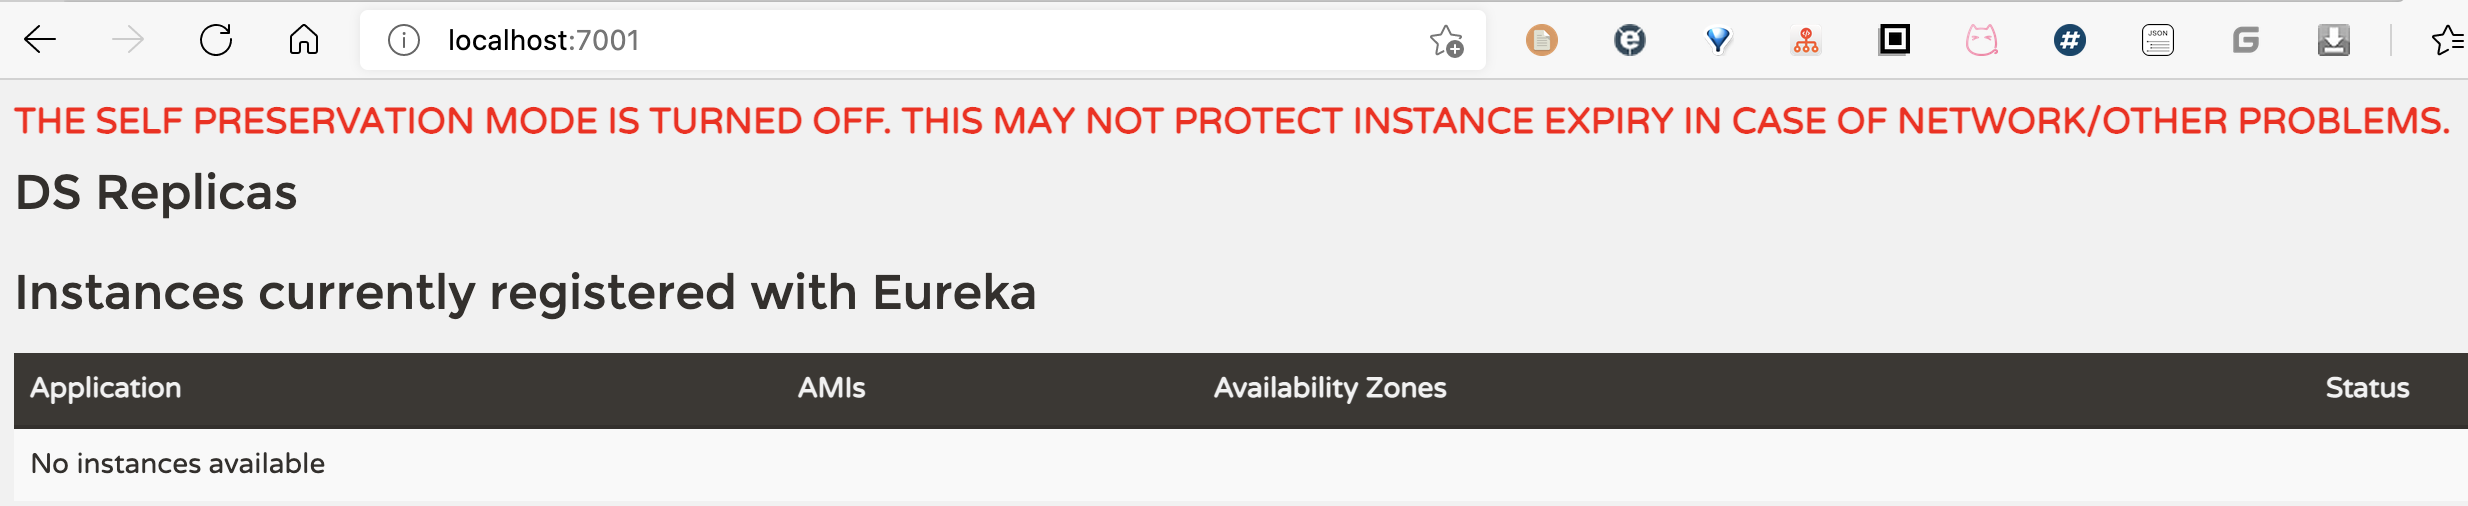 localhost:7001
JSON
THE SELF PRESERVATION MODE IS TURNED OFF. THIS MAY NOT PROTECT INSTANCE EXPIRY IN CASE OF NETWORK/OTHER PROBLEMS.
DS Replicas
Instances currently registered with Eureka
Application AMIs Availability Zones Status
No instances available